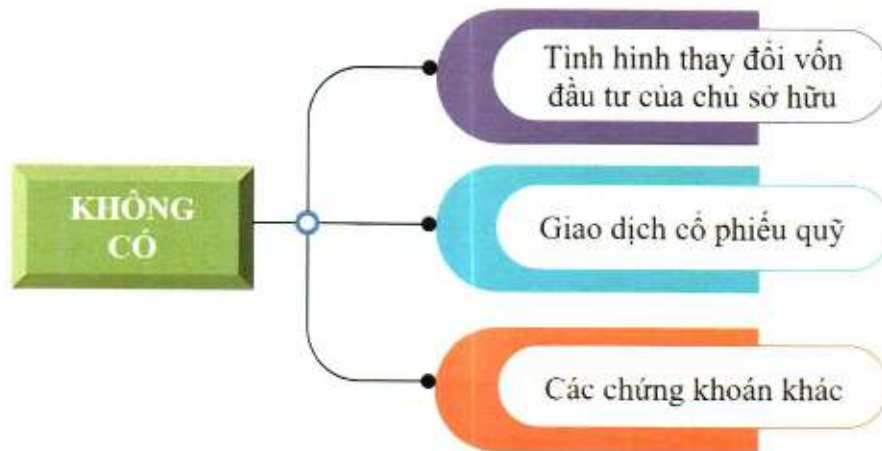 KHÔNG
CÓ
Tình hình thay đổi vốn
đầu tư của chủ sở hữu
Giao dịch cổ phiếu quỹ
Các chứng khoán khác